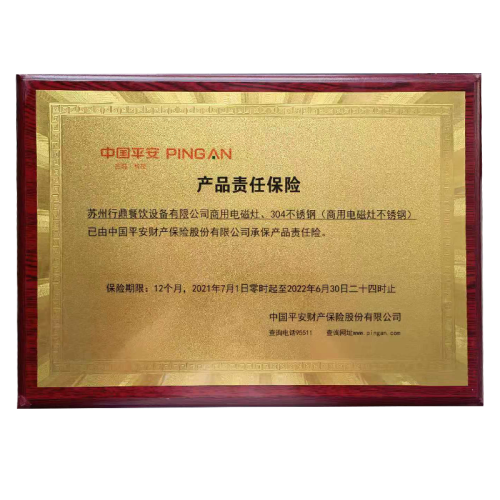 中国平安 PINGAN
产品责任保险
苏州行鼎餐饮设备有限公司商用电磁灶、304不锈钢（商用电磁灶不锈钢）
已由中国平安财产保险股份有限公司承保产品责任险。
保险期限：12个月，2021年7月1日零时起至2022年6月30日二十四时止
中国平安财产保险股份有限公司
查询电话95511 查询网址www.pingan.com